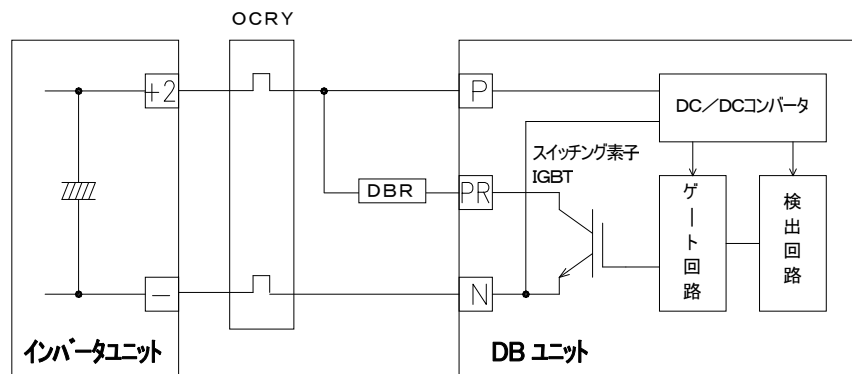 OCRY
+2
P
DC／DCコンバータ
スイッチング素子
IGBT
DBR
PR
ゲート回路
検出回路
−
N
インバータユニット
DB ユニット